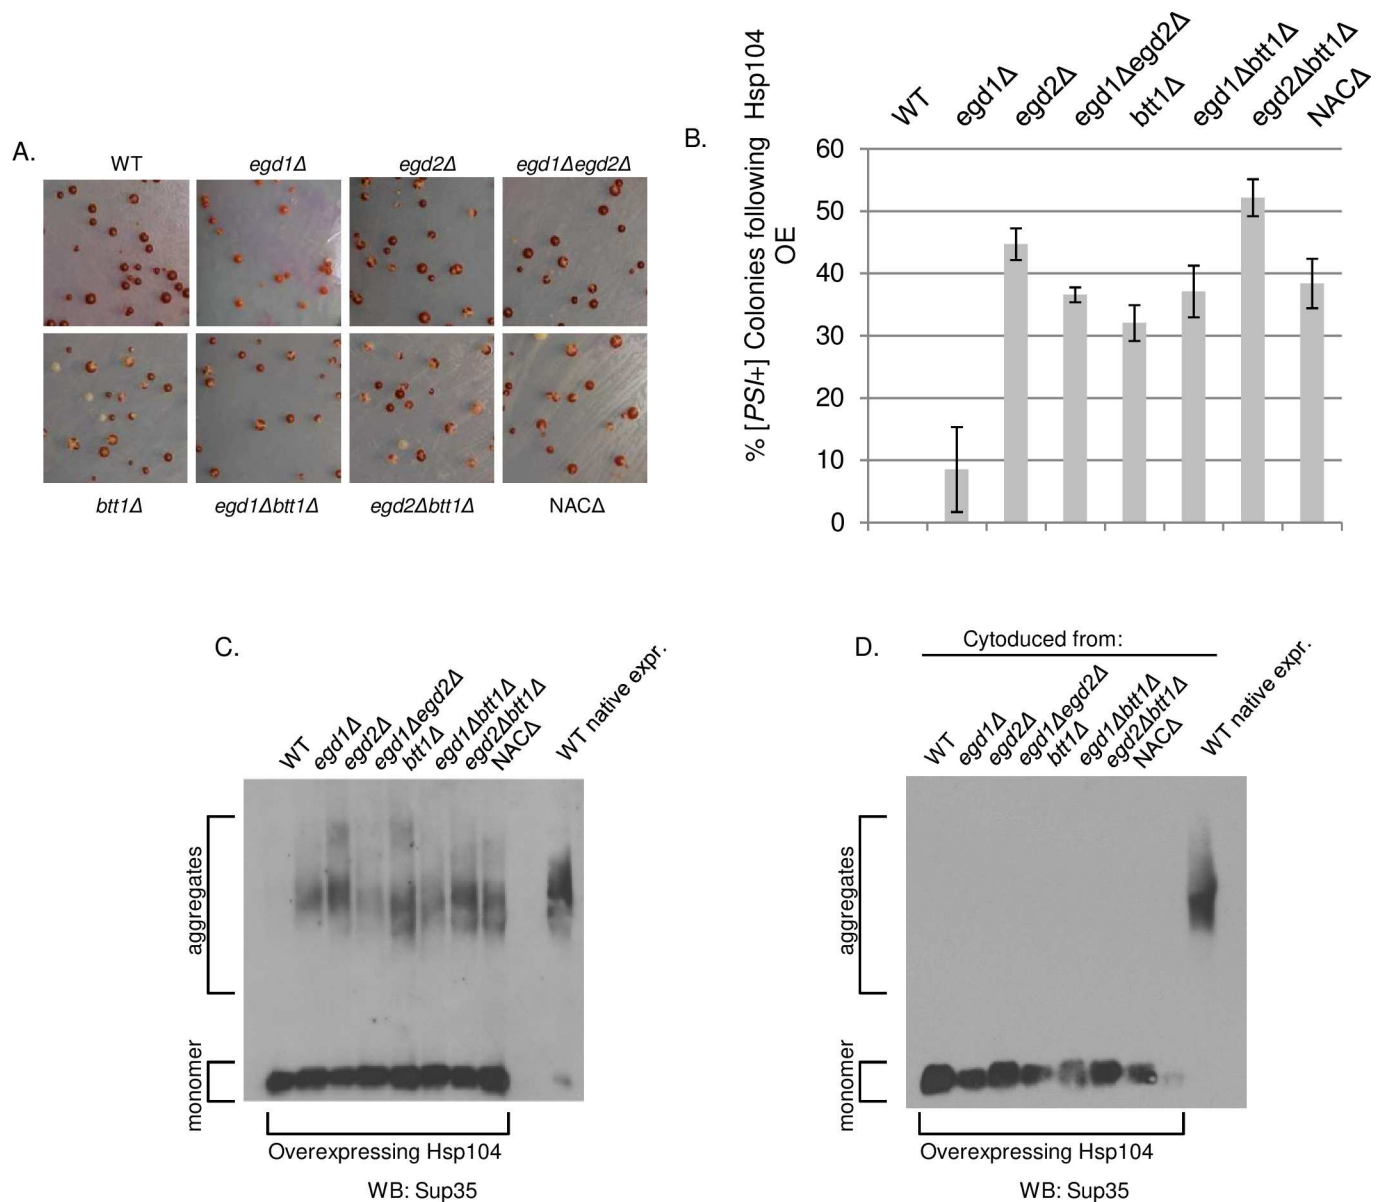 A.
WT
egd1Δ
egd2Δ
egd1Δegd2Δ
btt1Δ
egd1Δbtt1Δ
egd2Δbtt1Δ
NACΔ
B.
% [PSI+] Colonies following Hsp104
OE
WT
egd1Δ
egd2Δ
egd1Δegd2Δ
btt1Δ
egd1Δbtt1Δ
egd2Δbtt1Δ
NACΔ
60
50
40
30
20
10
0
C.
WT
egd1Δ
egd2Δ
egd1Δegd2Δ
btt1Δ
egd1Δbtt1Δ
egd2Δbtt1Δ
NACΔ
WT native expr.
aggregates
monomer
Overexpressing Hsp104
WB: Sup35
D.
Cytoduced from:
WT
egd1Δ
egd2Δ
egd1Δegd2Δ
btt1Δ
egd1Δbtt1Δ
egd2Δbtt1Δ
NACΔ
WT native expr.
aggregates
monomer
Overexpressing Hsp104
WB: Sup35